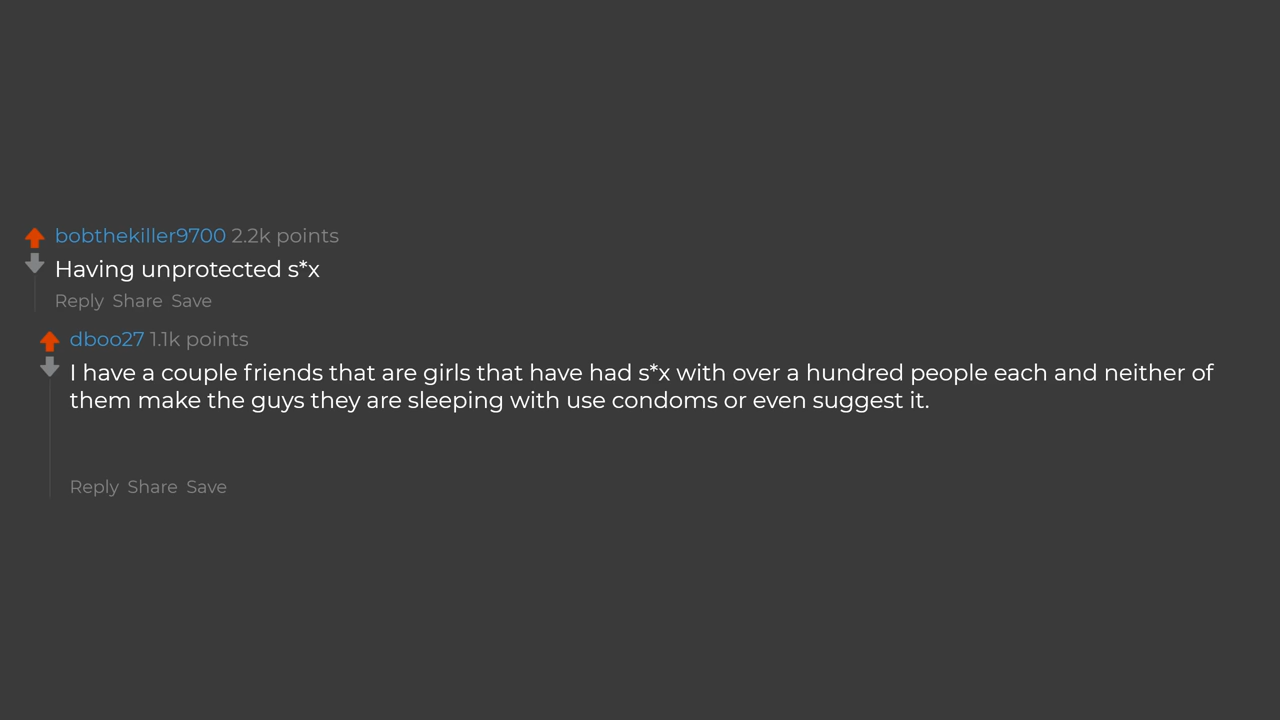 bobthekiller9700 2.2k points
Having unprotected s*x
Reply Share Save
dboo27 1.1k points
I have a couple friends that are girls that have had s*x with over a hundred people each and neither of
them make the guys they are sleeping with use condoms or even suggest it.
Reply Share Save